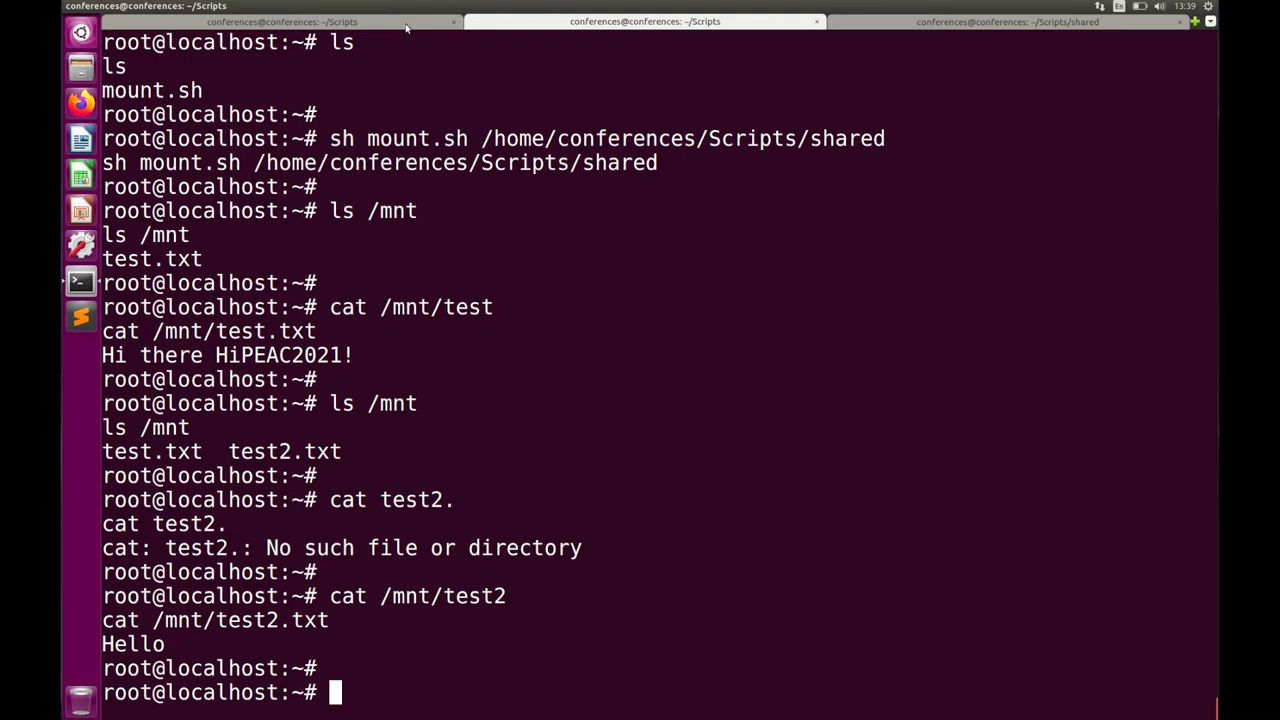 conferences@conferences: ~/Scripts
En
13:39
conferences@conferences: ~/Scripts
conferences@conferences: ~/Scripts
conferences@conferences: ~/Scripts/shared
root@localhost:~# ls
ls
mount.sh
root@localhost:~#
root@localhost:~# sh mount.sh /home/conferences/Scripts/shared
sh mount.sh /home/conferences/Scripts/shared
root@localhost:~#
root@localhost:~# ls /mnt
ls /mnt
test.txt
root@localhost:~#
root@localhost:~# cat /mnt/test
cat /mnt/test.txt
Hi there HiPEAC2021!
root@localhost:~#
root@localhost:~# ls /mnt
ls /mnt
test.txt  test2.txt
root@localhost:~#
root@localhost:~# cat test2.
cat test2.
cat: test2.: No such file or directory
root@localhost:~#
root@localhost:~# cat /mnt/test2
cat /mnt/test2.txt
Hello
root@localhost:~#
root@localhost:~#